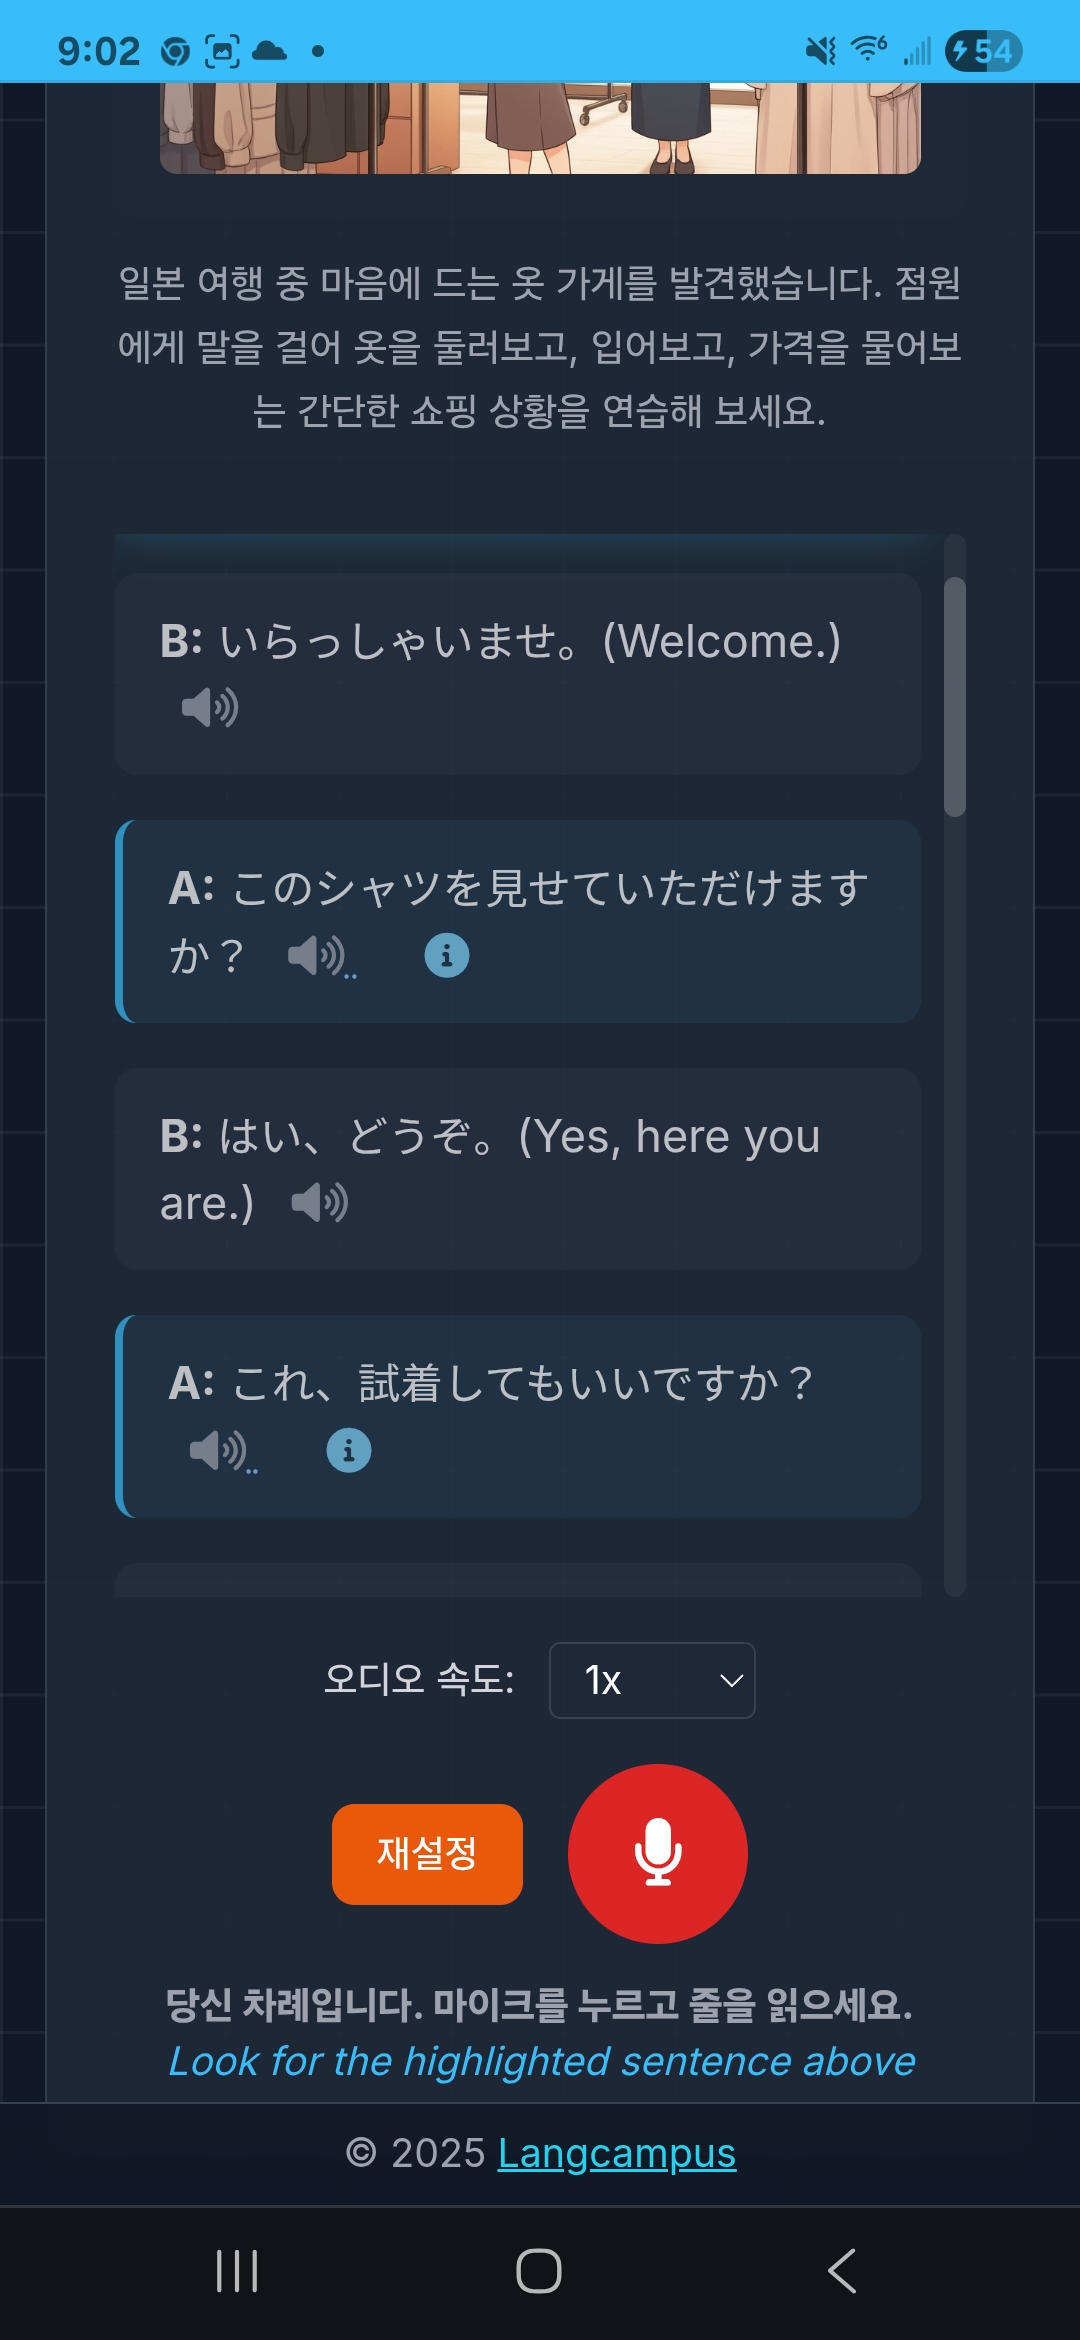 9:02
54
일본 여행 중 마음에 드는 옷 가게를 발견했습니다. 점원
에게 말을 걸어 옷을 둘러보고, 입어보고, 가격을 물어보
는 간단한 쇼핑 상황을 연습해 보세요.
B: いらっしゃいませ。(Welcome.)
A: このシャツを見せていただけます
か？
B: はい、どうぞ。(Yes, here you
are.)
A: これ、試着してもいいですか？
오디오 속도: 1x
재설정
당신 차례입니다. 마이크를 누르고 줄을 읽으세요.
Look for the highlighted sentence above
© 2025 Langcampus